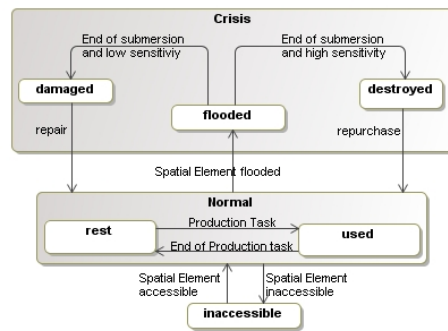 Crisis
End of submersion
and low sensitiviy
End of submersion
and high sensitivity
damaged
flooded
destroyed
repair
repurchase
Spatial Element flooded
Normal
rest
Production Task
End of Production task
used
Spatial Element
accessible
Spatial Element
inaccessible
inaccessible